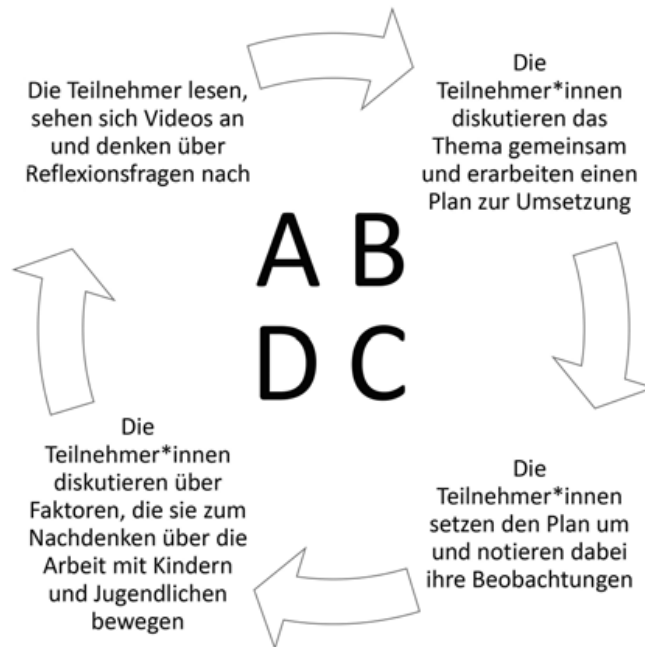 Die Teilnehmer lesen,
sehen sich Videos an
und denken über
Reflexionsfragen nach
Die
Teilnehmer*innen
diskutieren das
Thema gemeinsam
und erarbeiten einen
Plan zur Umsetzung
A B
D C
Die
Teilnehmer*innen
setzen den Plan um
und notieren dabei
ihre Beobachtungen
Die
Teilnehmer*innen
diskutieren über
Faktoren, die sie zum
Nachdenken über die
Arbeit mit Kindern
und Jugendlichen
bewegen